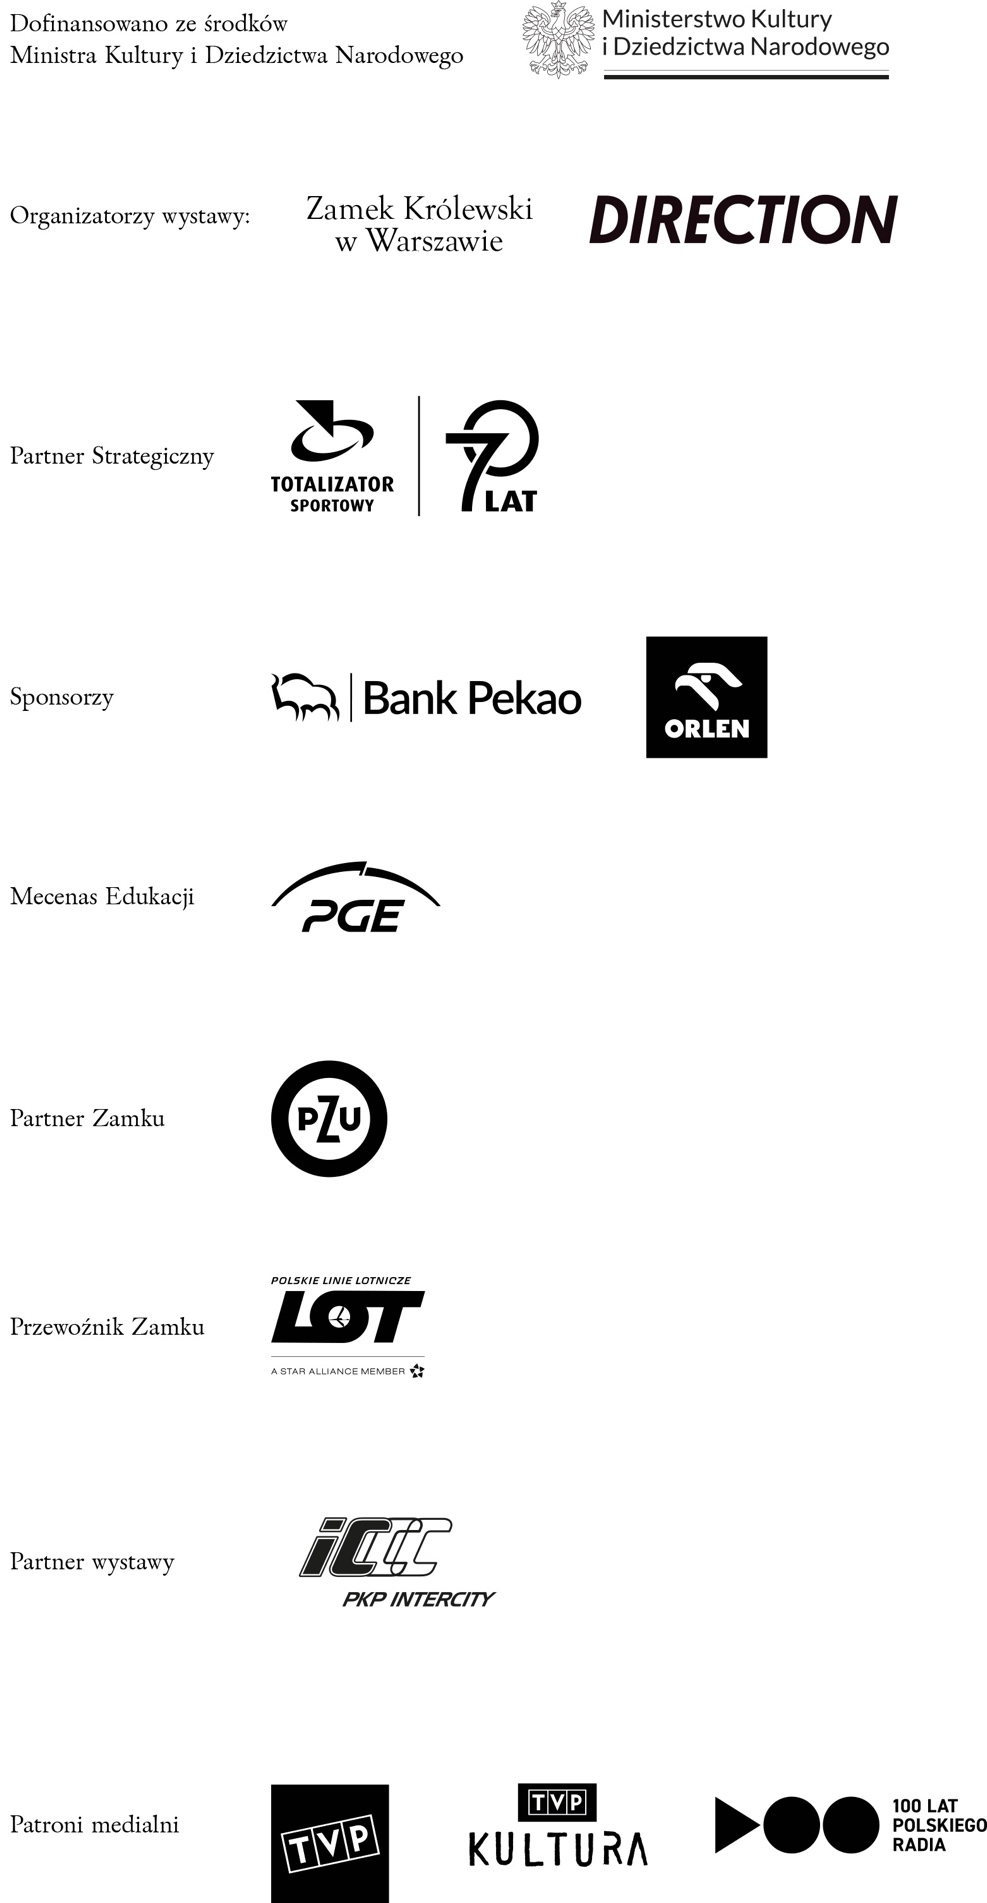 Dofinansowano ze środków
Ministra Kultury i Dziedzictwa Narodowego
Ministerstwo Kultury
i Dziedzictwa Narodowego
Organizatorzy wystawy:
Zamek Królewski
w Warszawie
DIRECTION
Partner Strategiczny
TOTALIZATOR
SPORTOWY
70
LAT
Sponsorzy
Bank Pekao
ORLEN
Mecenas Edukacji
PGE
Partner Zamku
PZU
Przewoźnik Zamku
POLSKIE LINIE LOTNICZE
LOT
A STAR ALLIANCE MEMBER
Partner wystawy
iCCC
PKP INTERCITY
Patroni medialni
TVP
TVP
KULTURA
100 LAT
POLSKIEGO
RADIA